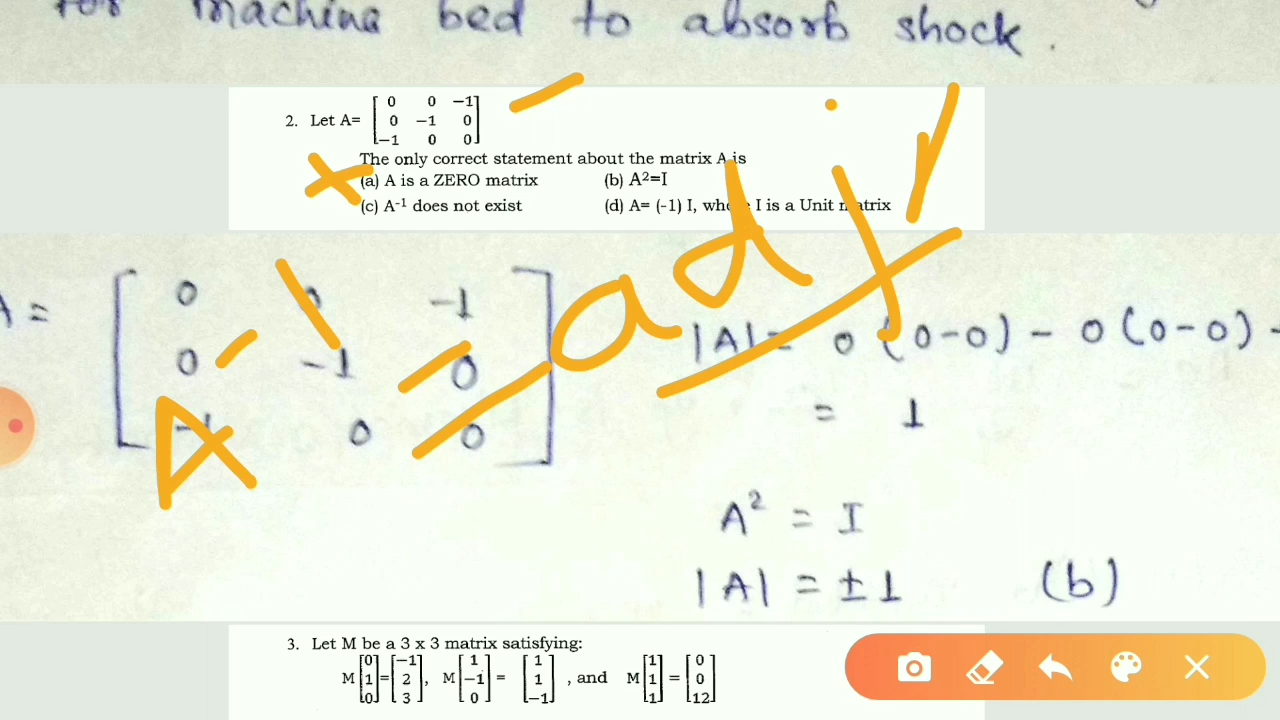 for machine bed to absorb shock.
2. Let A= [0 0 −1]
[0 −1 0]
[−1 0 0]
The only correct statement about the matrix A is
(a) A is a ZERO matrix (b) A²=I
(c) A⁻¹ does not exist (d) A= (-1) I, where I is a Unit matrix
A = [0 0 -1]
[0 -1 0]
[-1 0 0]
|A| = 0 (0-0) - 0 (0-0) -
= 1
A² = I
|A| = ±1 (b)
A⁻¹ = adj
3. Let M be a 3 x 3 matrix satisfying:
M [0 1 0] = [−1 2 3], M [1 −1 0] = [1 1 −1], and M [1 1 1] = [0 0 12]